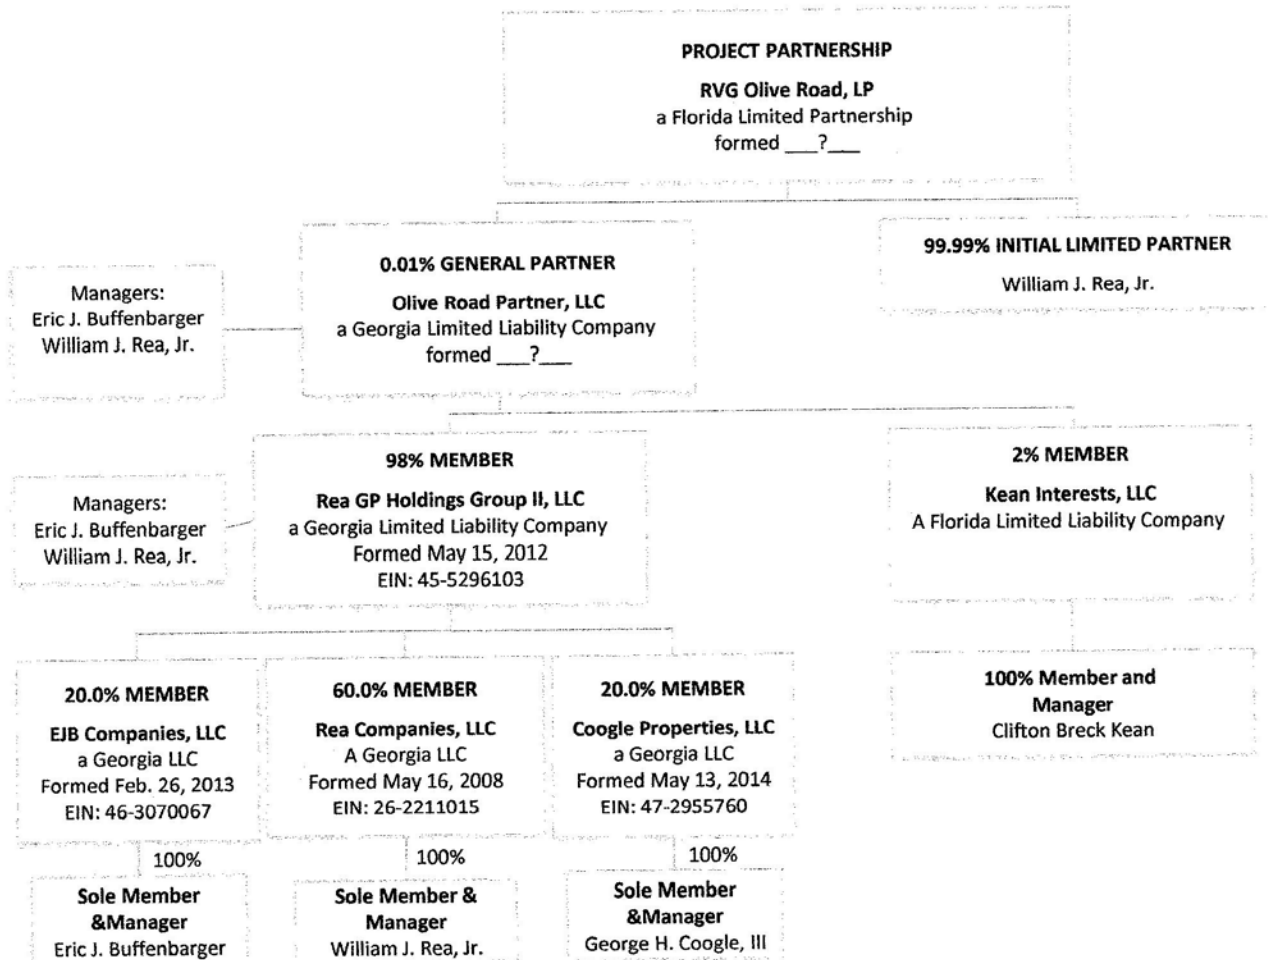 PROJECT PARTNERSHIP
RVG Olive Road, LP
a Florida Limited Partnership
formed ___?___
0.01% GENERAL PARTNER
Olive Road Partner, LLC
a Georgia Limited Liability Company
formed ___?___
99.99% INITIAL LIMITED PARTNER
William J. Rea, Jr.
Managers:
Eric J. Buffenbarger
William J. Rea, Jr.
98% MEMBER
Rea GP Holdings Group II, LLC
a Georgia Limited Liability Company
Formed May 15, 2012
EIN: 45-5296103
2% MEMBER
Kean Interests, LLC
A Florida Limited Liability Company
Managers:
Eric J. Buffenbarger
William J. Rea, Jr.
20.0% MEMBER
EJB Companies, LLC
a Georgia LLC
Formed Feb. 26, 2013
EIN: 46-3070067
60.0% MEMBER
Rea Companies, LLC
A Georgia LLC
Formed May 16, 2008
EIN: 26-2211015
20.0% MEMBER
Coogle Properties, LLC
a Georgia LLC
Formed May 13, 2014
EIN: 47-2955760
100% Member and
Manager
Clifton Breck Kean
100%
100%
100%
Sole Member
&Manager
Eric J. Buffenbarger
Sole Member &
Manager
William J. Rea, Jr.
Sole Member
&Manager
George H. Coogle, III